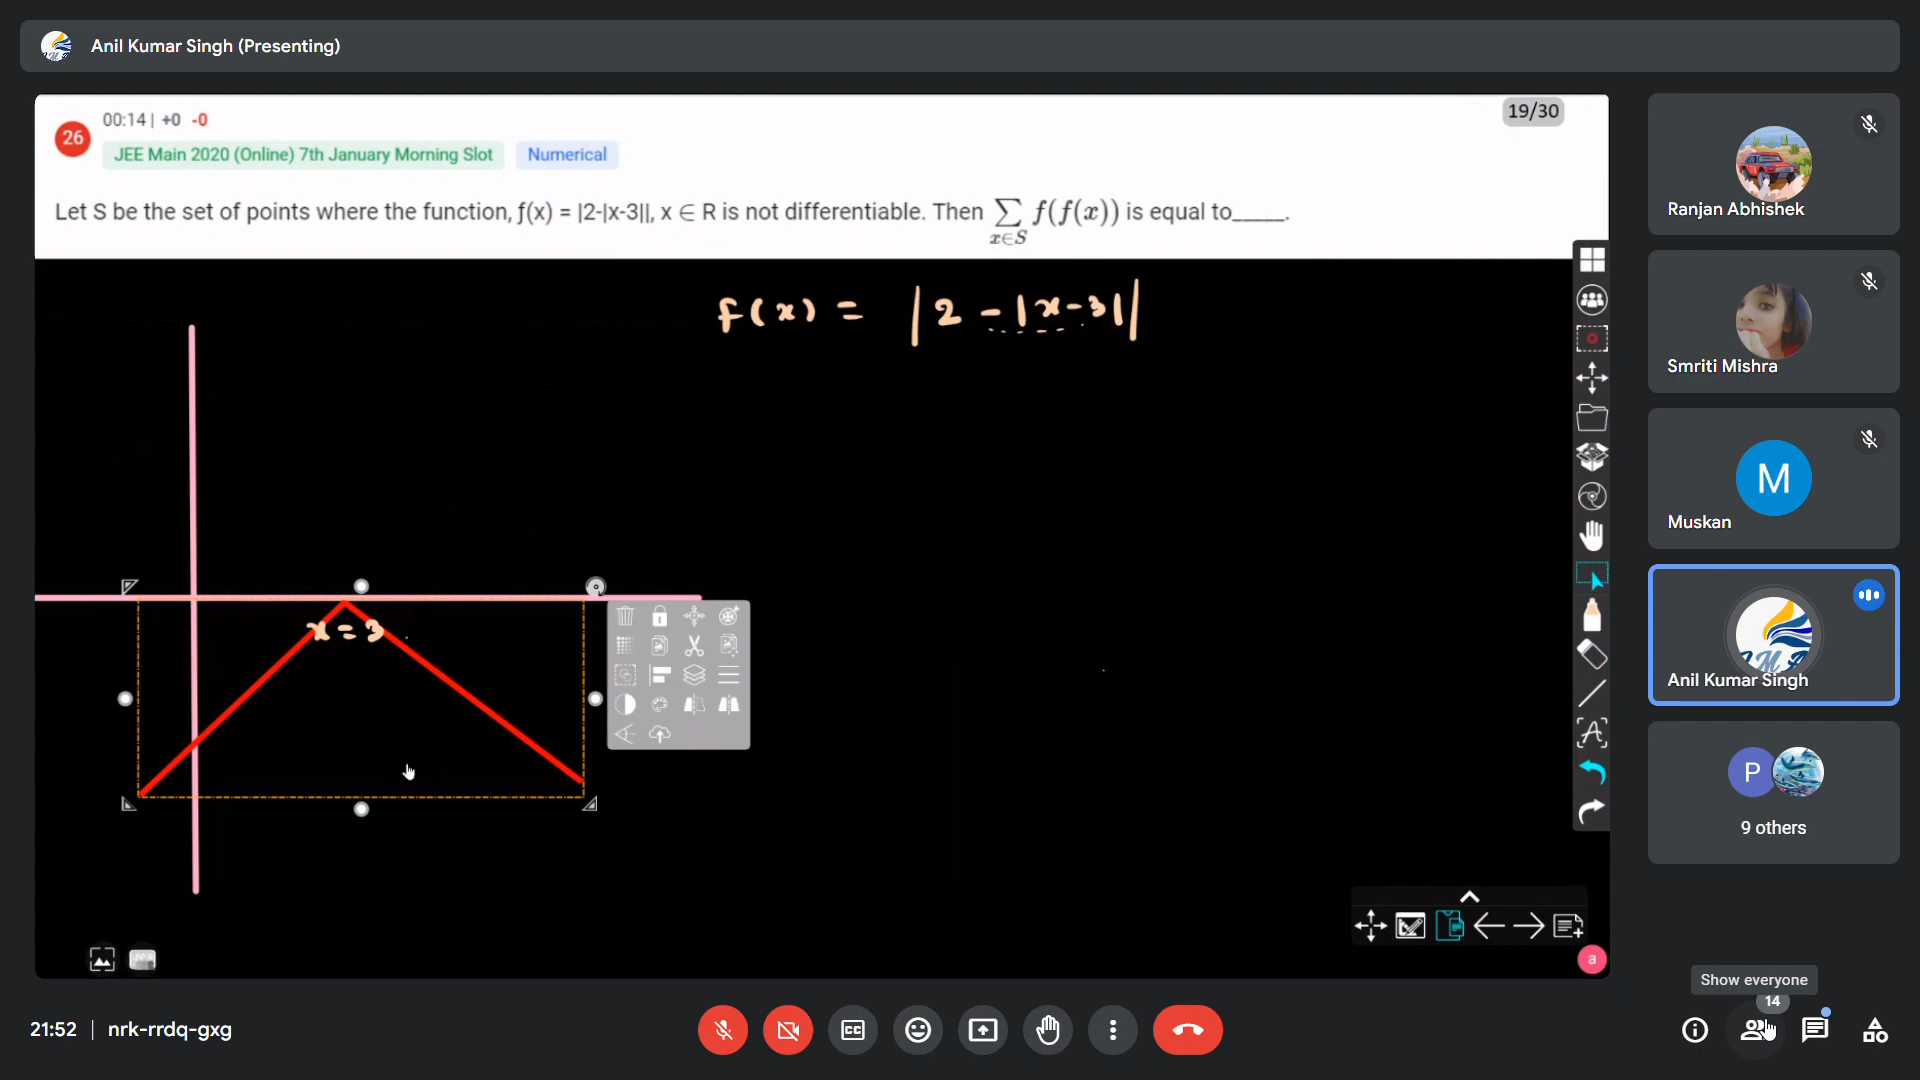 Anil Kumar Singh (Presenting)
26
00:14 | +0 -0
19/30
JEE Main 2020 (Online) 7th January Morning Slot
Numerical
Let S be the set of points where the function, ƒ(x) = |2-|x-3||, x ∈ R is not differentiable. Then ∑ x∈S f(f(x)) is equal to_____.
f(x) = |2-|x-3||
x = 3
Ranjan Abhishek
Smriti Mishra
M
Muskan
Anil Kumar Singh
P
9 others
a
Show everyone
14
21:52 | nrk-rrdq-gxg
CC